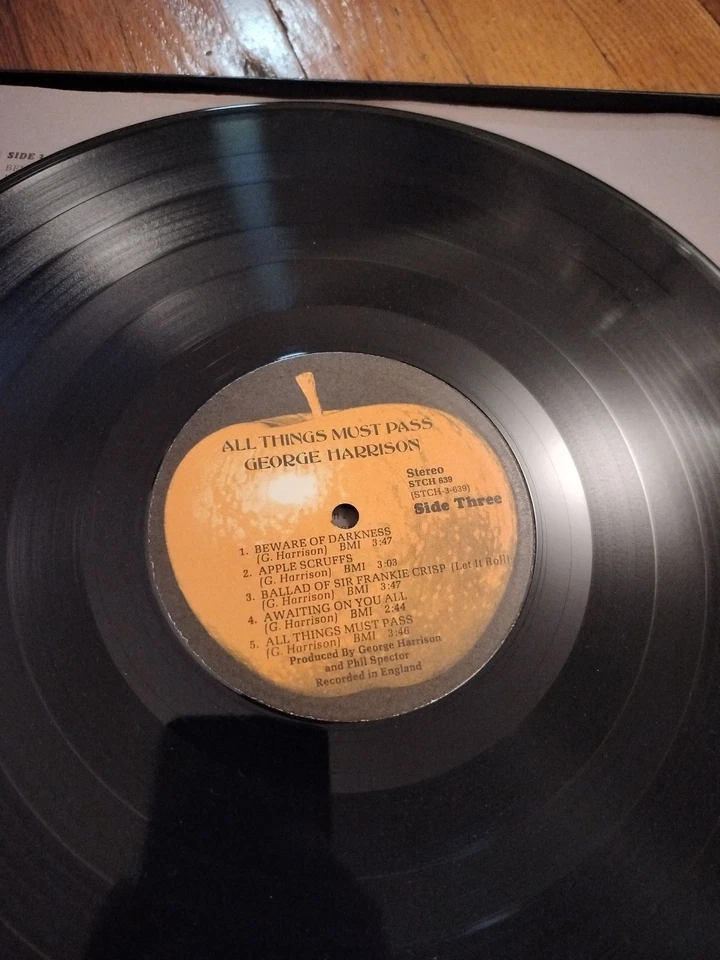 SIDE 3
ALL THINGS MUST PASS
GEORGE HARRISON
Stereo
STCH 639
(STCH-3-639)
Side Three
1. BEWARE OF DARKNESS
(G. Harrison) BMI 3:47
2. APPLE SCRUFFS
(G. Harrison) BMI 3:03
3. BALLAD OF SIR FRANKIE CRISP (Let It Roll)
(G. Harrison) BMI 3:47
4. AWAITING ON YOU ALL
(G. Harrison) BMI 2:44
5. ALL THINGS MUST PASS
(G. Harrison) BMI 3:46
Produced By George Harrison
and Phil Spector
Recorded in England